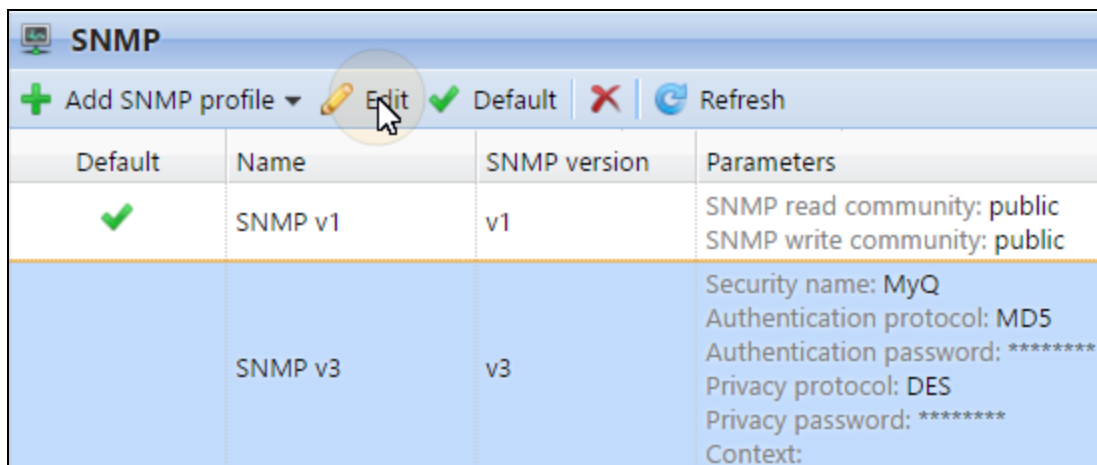 SNMP
Add SNMP profile Edit Default Refresh
Default Name SNMP version Parameters
SNMP v1 v1 SNMP read community: public
SNMP write community: public
SNMP v3 v3 Security name: MyQ
Authentication protocol: MD5
Authentication password: ********
Privacy protocol: DES
Privacy password: ********
Context: